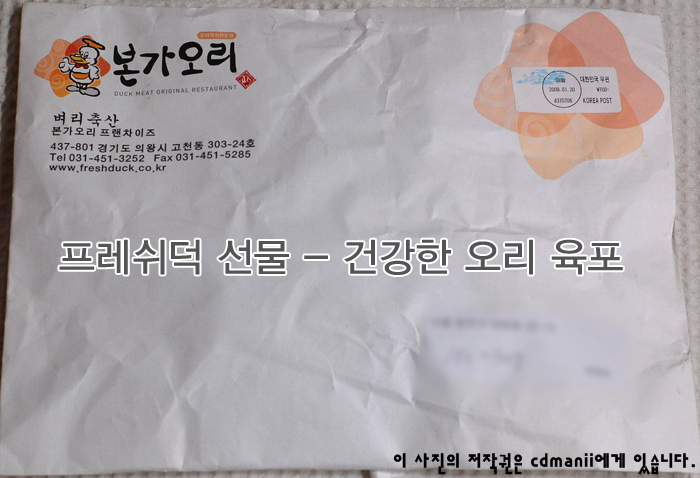 본가오리
DUCK MEAT ORIGINAL RESTAURANT
벼리축산
본가오리 프랜차이즈
437-801 경기도 의왕시 고천동 303-24호
Tel 031-451-3252 Fax 031-451-5285
www.freshduck.co.kr
대한민국 우편
KOREA POST
프레쉬덕 선물 - 건강한 오리 육포
이 사진의 저작권은 cdmanii에게 있습니다.